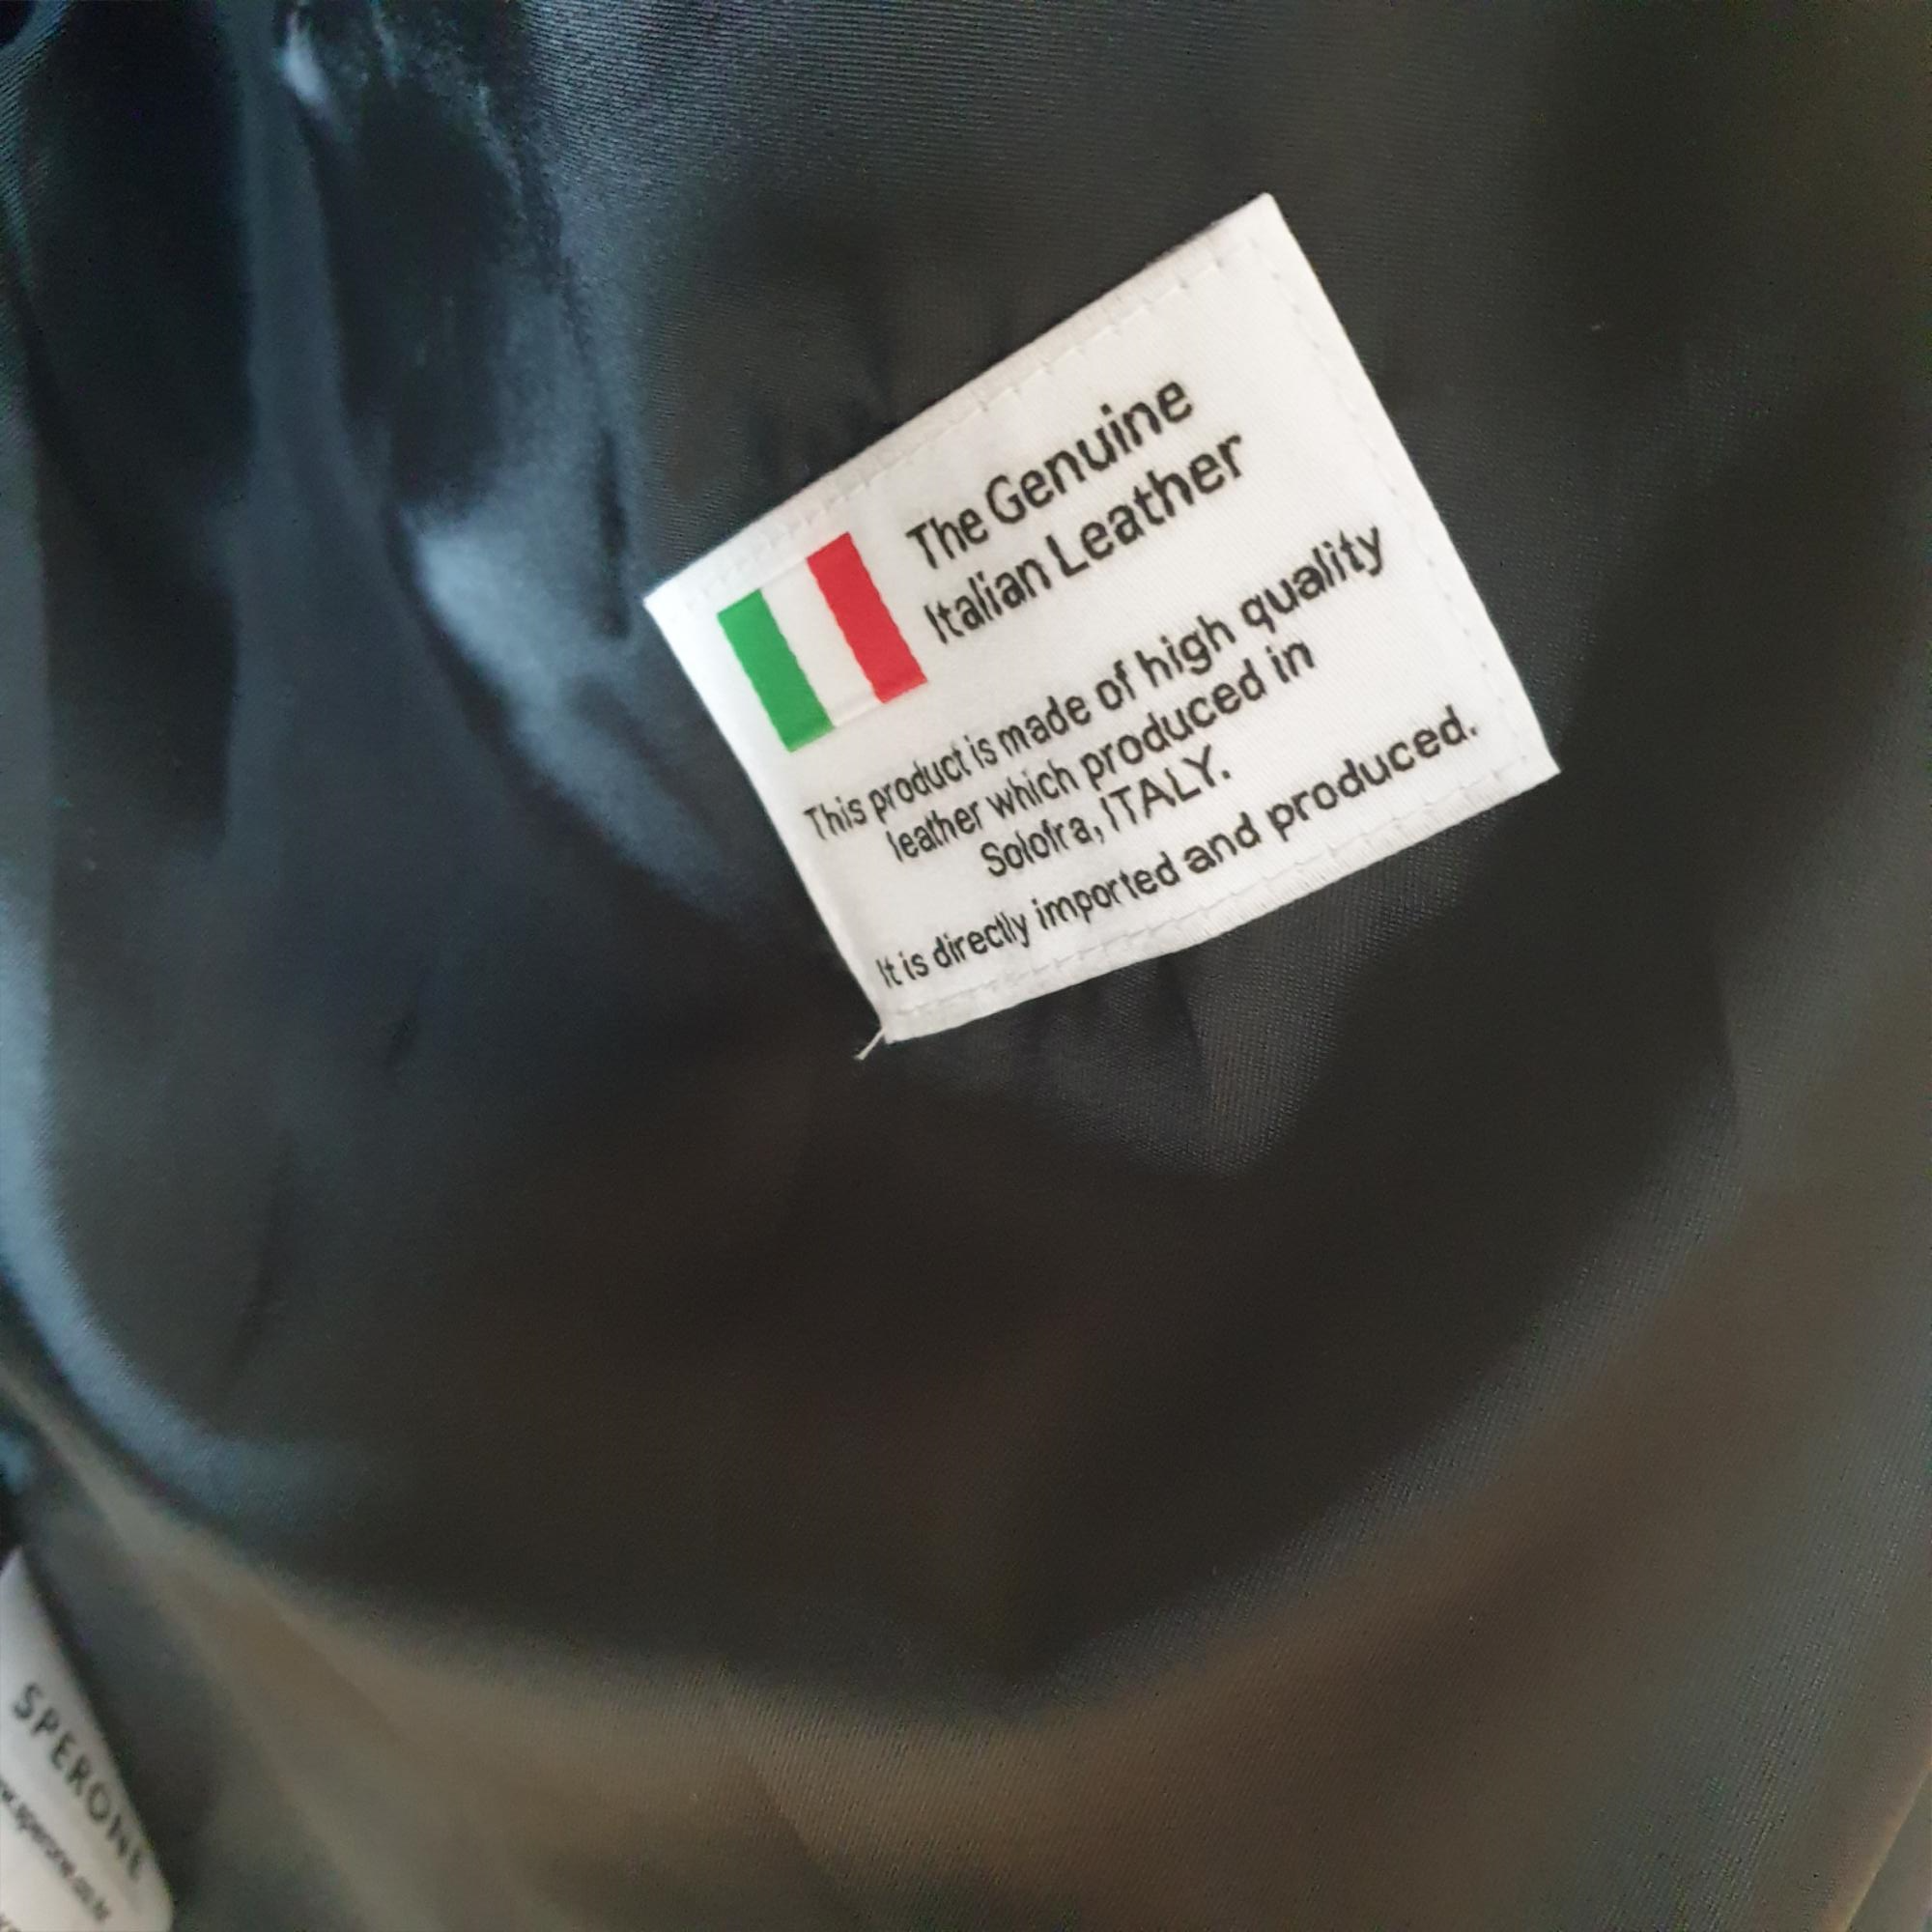 The Genuine
Italian Leather
This product is made of high quality
leather which produced in
Solofra, ITALY.
It is directly imported and produced.
SPERONE